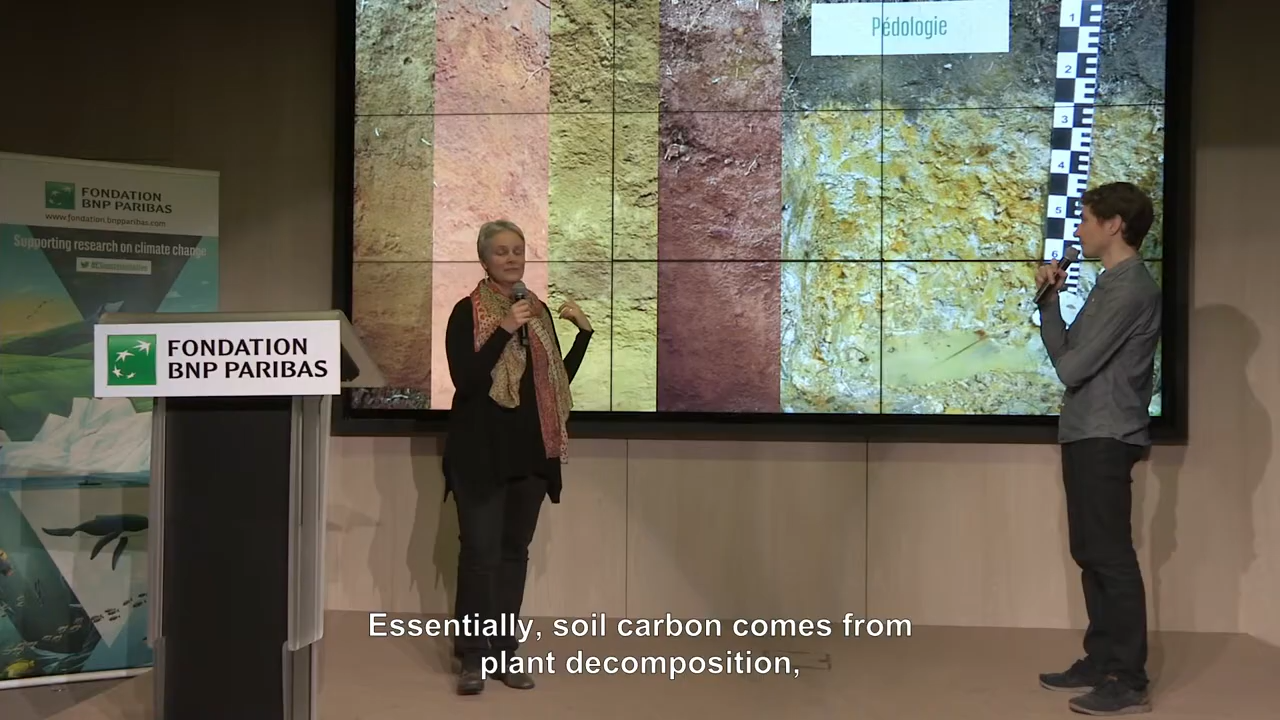 Pédologie
1
2
3
4
5
6
FONDATION
BNP PARIBAS
www.fondation.bnpparibas.com
Supporting research on climate change
FONDATION
BNP PARIBAS
Essentially, soil carbon comes from
plant decomposition,